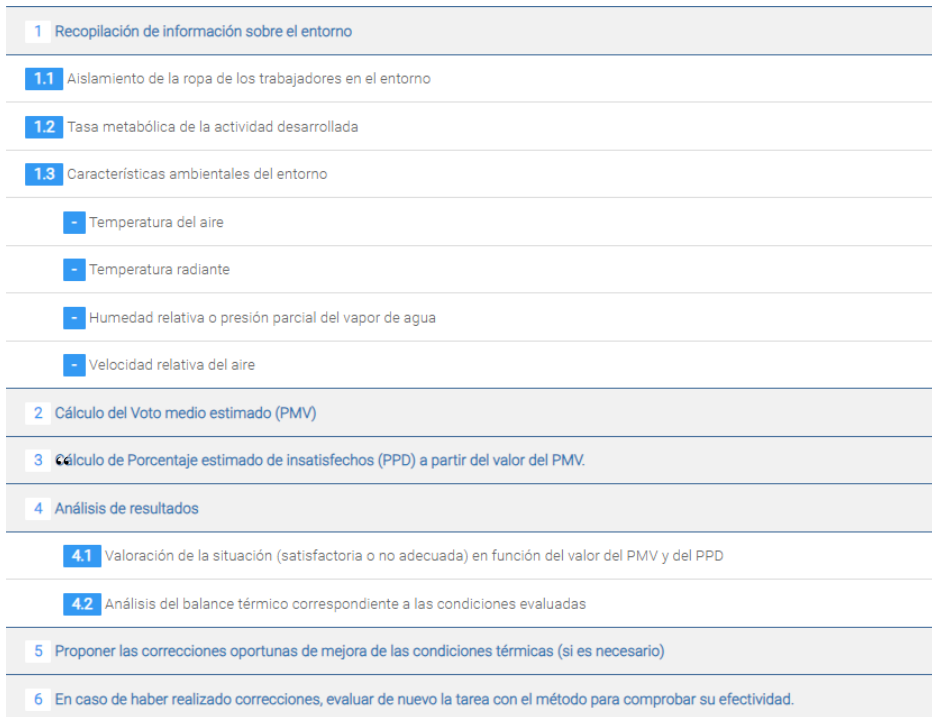 1 Recopilación de información sobre el entorno
1.1 Aislamiento de la ropa de los trabajadores en el entorno
1.2 Tasa metabólica de la actividad desarrollada
1.3 Características ambientales del entorno
- Temperatura del aire
- Temperatura radiante
- Humedad relativa o presión parcial del vapor de agua
- Velocidad relativa del aire
2 Cálculo del Voto medio estimado (PMV)
3 Cálculo de Porcentaje estimado de insatisfechos (PPD) a partir del valor del PMV.
4 Análisis de resultados
4.1 Valoración de la situación (satisfactoria o no adecuada) en función del valor del PMV y del PPD
4.2 Análisis del balance térmico correspondiente a las condiciones evaluadas
5 Proponer las correcciones oportunas de mejora de las condiciones térmicas (si es necesario)
6 En caso de haber realizado correcciones, evaluar de nuevo la tarea con el método para comprobar su efectividad.